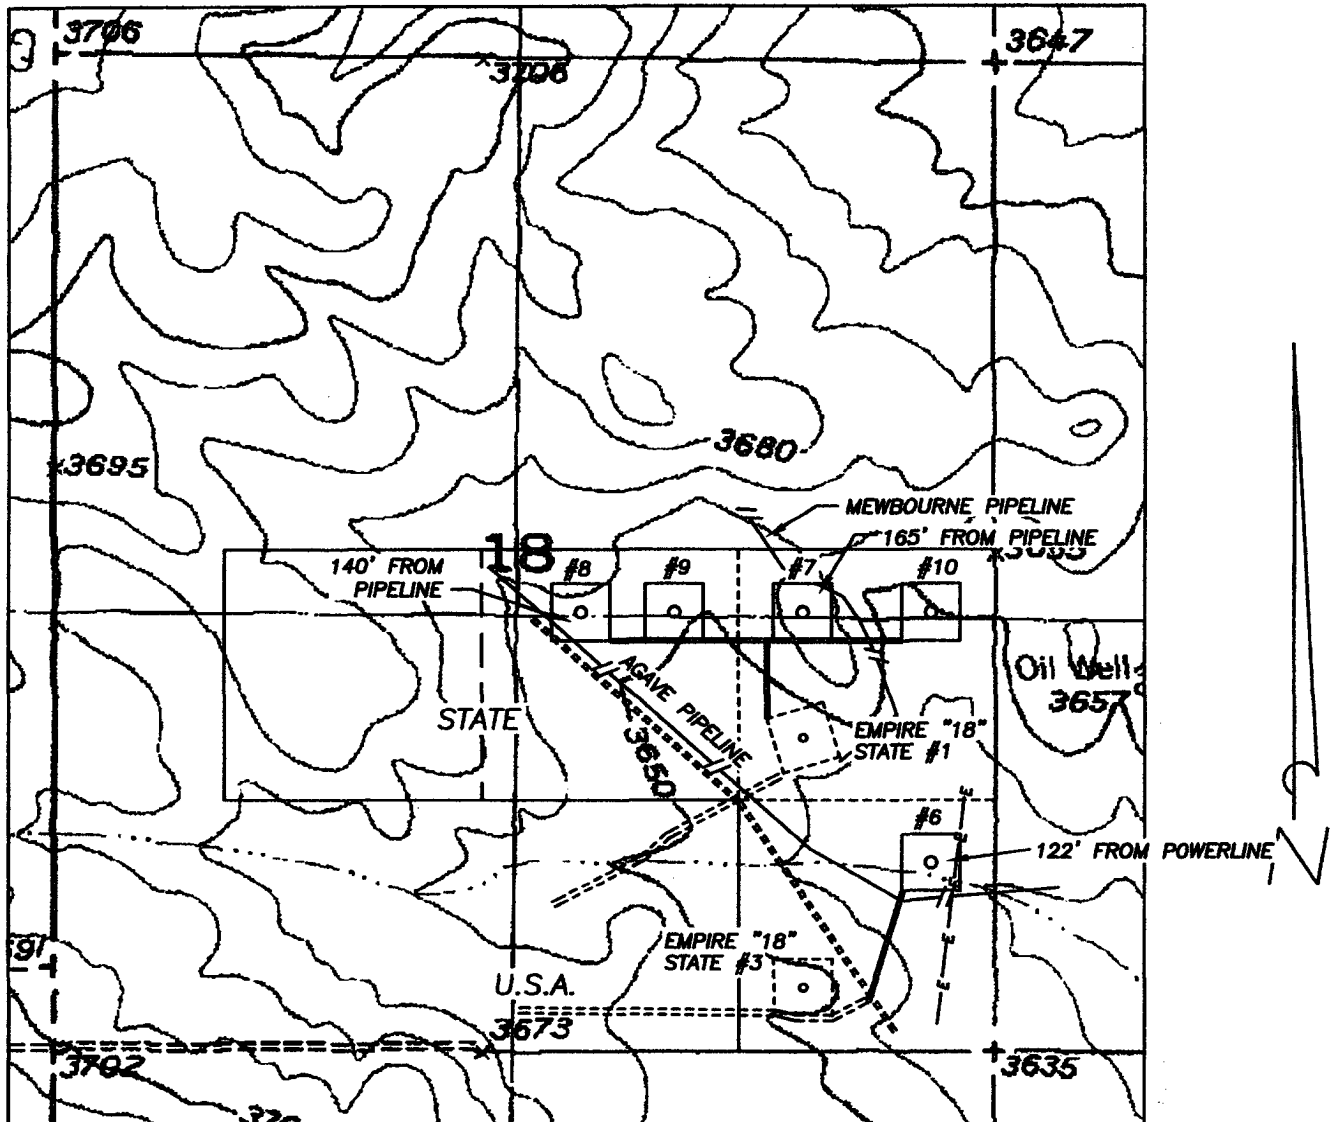 3706
3647
3706
3680
3695
MEWBOURNE PIPELINE
165' FROM PIPELINE
18
140' FROM
PIPELINE
#8
#9
#7
#10
Oil Wells
3657
AGAVE PIPELINE
STATE
3650
EMPIRE "18"
STATE #1
E
#6
E
122' FROM POWERLINE
E
E
E
N
EMPIRE "18"
STATE #3
U.S.A.
3673
3702
3635